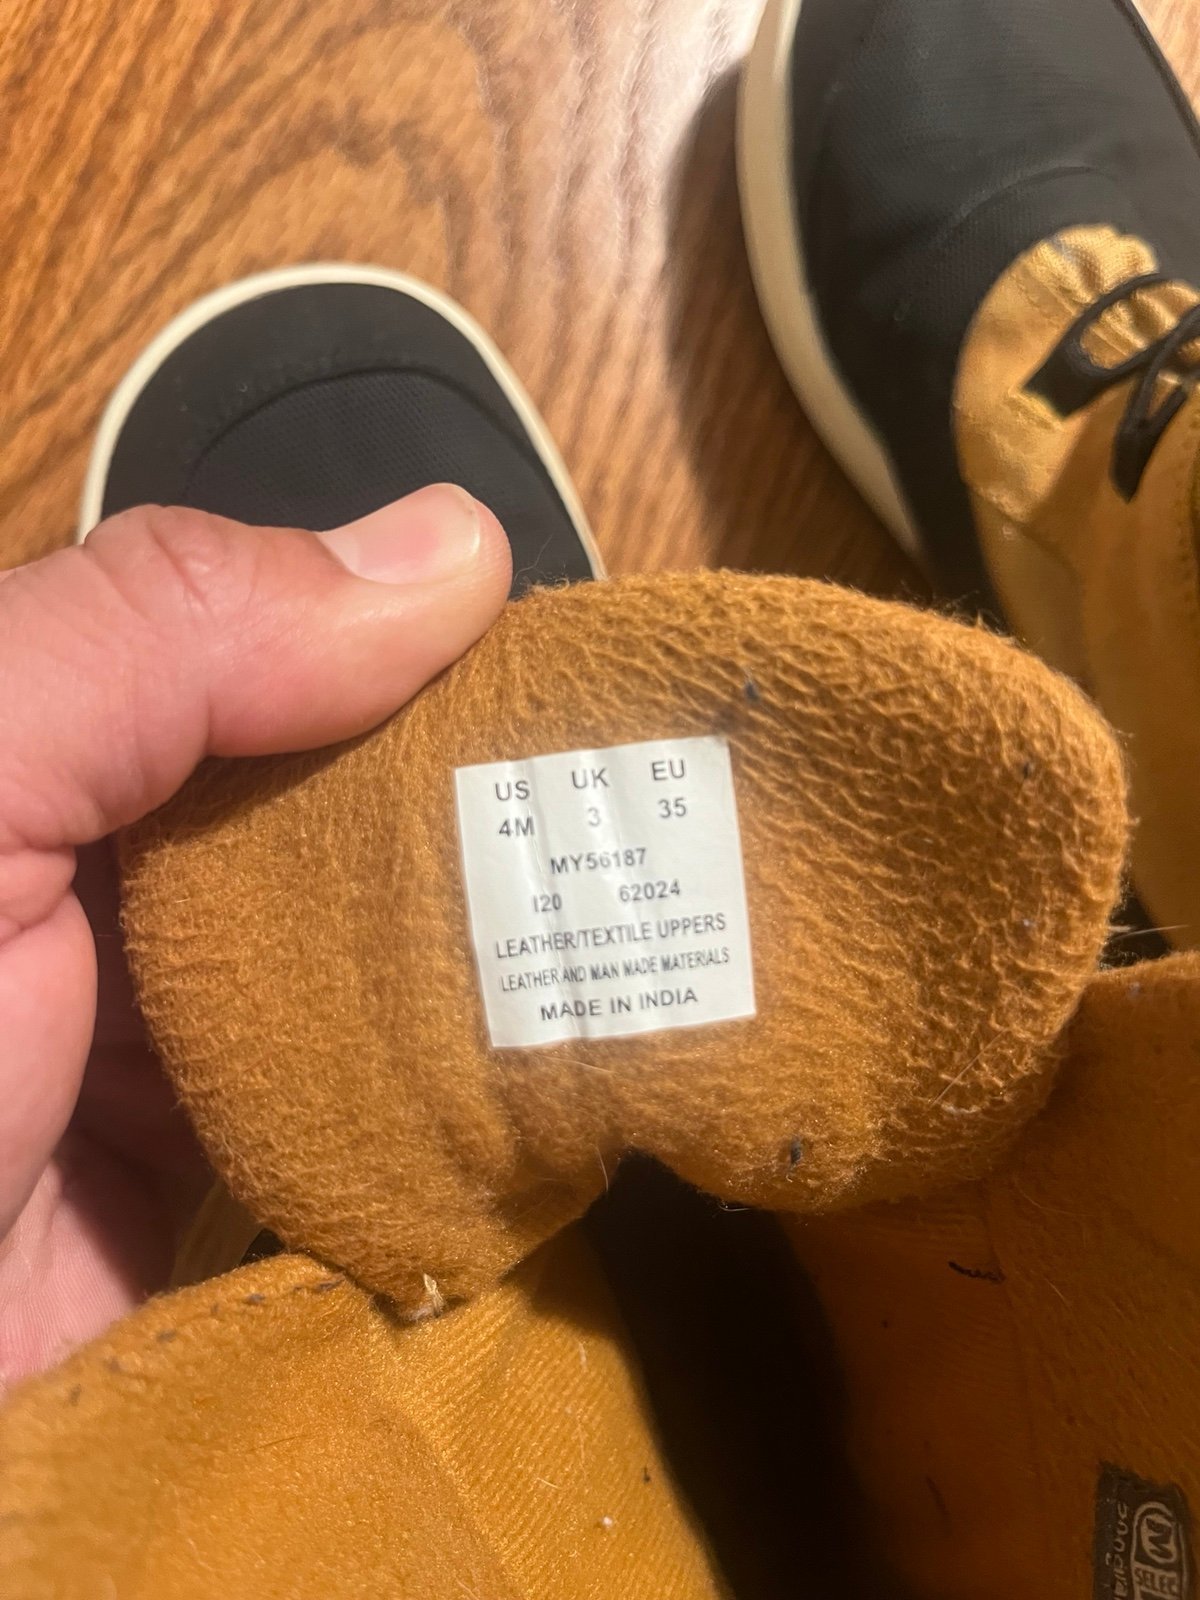 US UK EU
4M 3 35
MY56187
I20 62024
LEATHER/TEXTILE UPPERS
LEATHER AND MAN MADE MATERIALS
MADE IN INDIA
M
SELEC